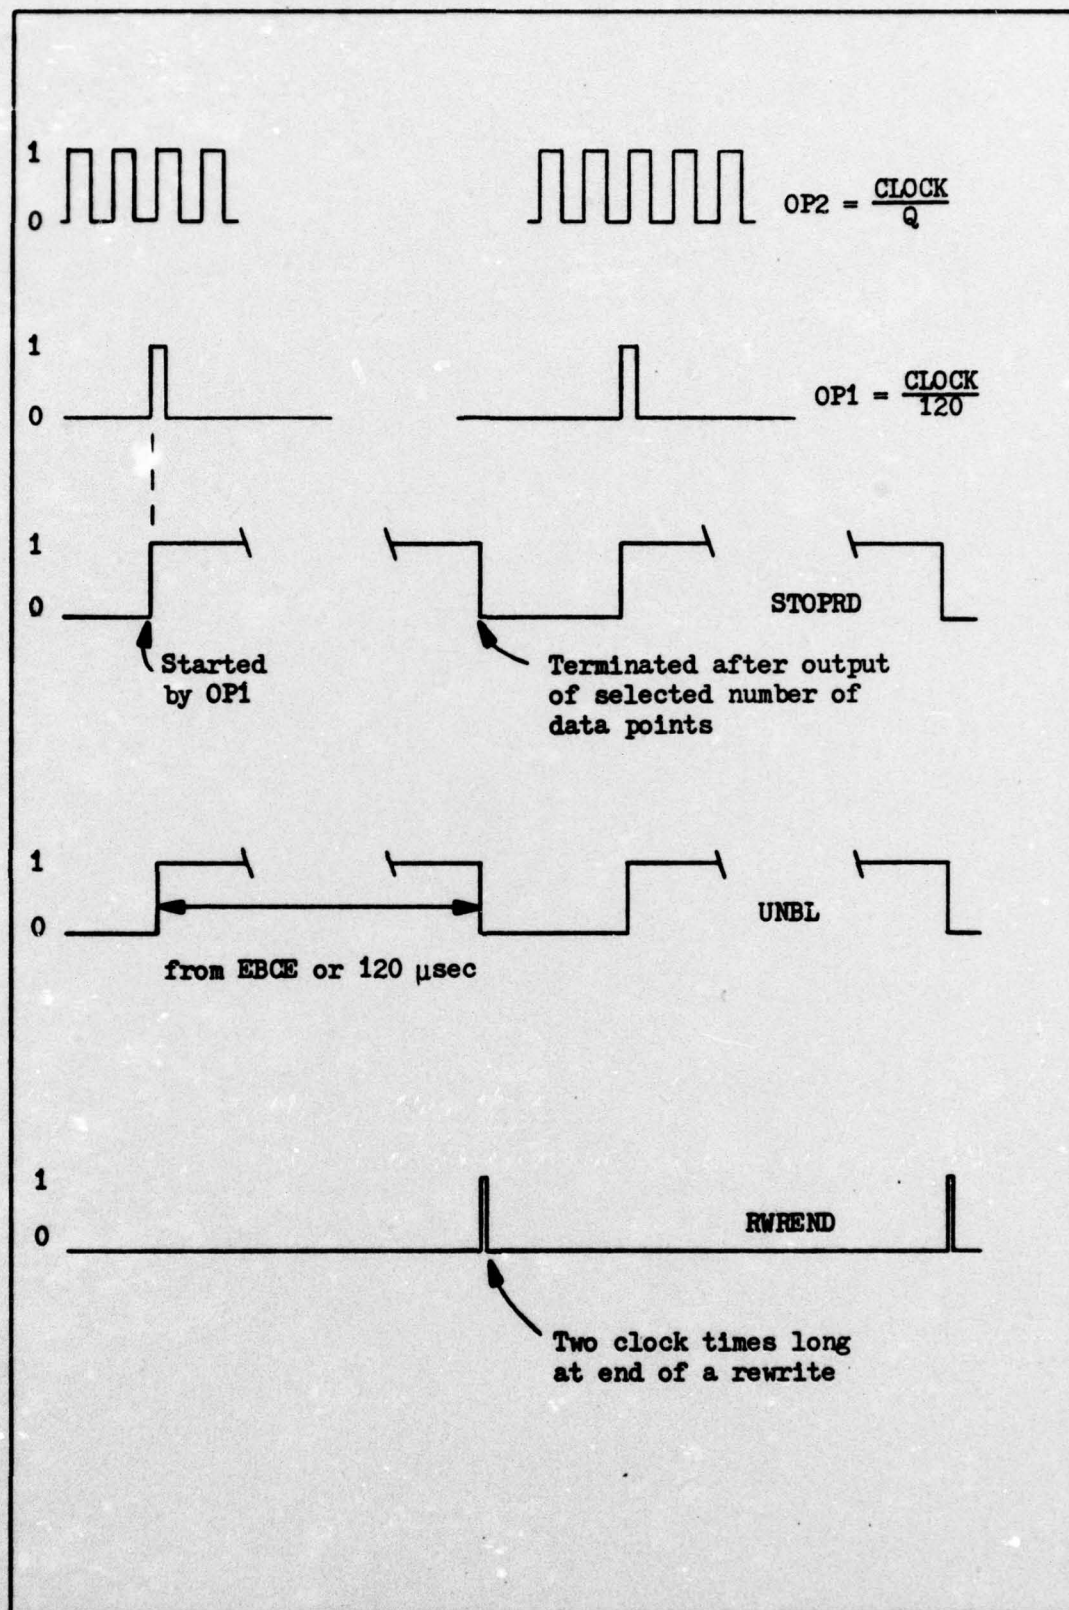 1
0
OP2 = CLOCK
Q
1
0
OP1 = CLOCK
120
1
0
STOPRD
Started
by OP1
Terminated after output
of selected number of
data points
1
0
UNBL
from EBCE or 120 μsec
1
0
RWREND
Two clock times long
at end of a rewrite